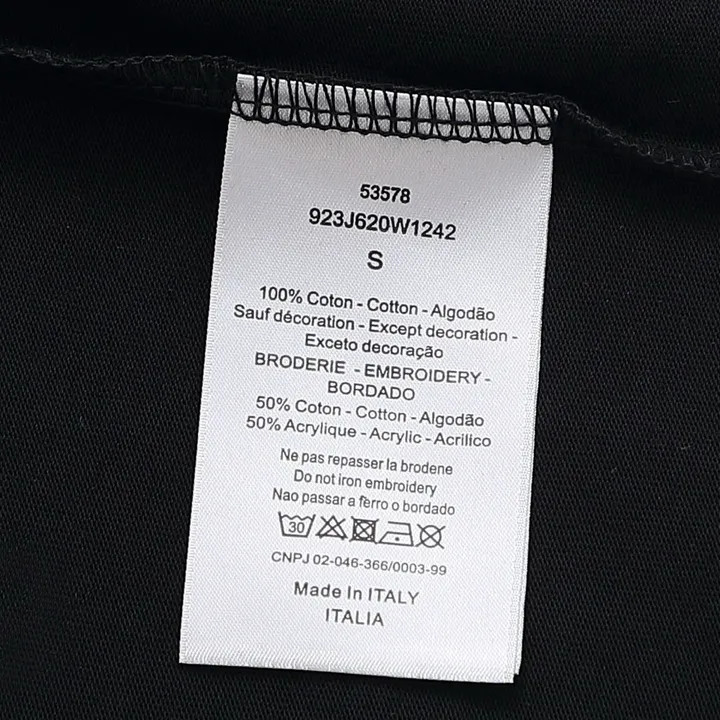 53578
923J620W1242
S
100% Coton - Cotton - Algodão
Sauf décoration - Except decoration -
Exceto decoração
BRODERIE - EMBROIDERY -
BORDADO
50% Coton - Cotton - Algodão
50% Acrylique - Acrylic - Acrilico
Ne pas repasser la brodene
Do not iron embroidery
Nao passar a ferro o bordado
30
CNPJ 02-046-366/0003-99
Made In ITALY
ITALIA